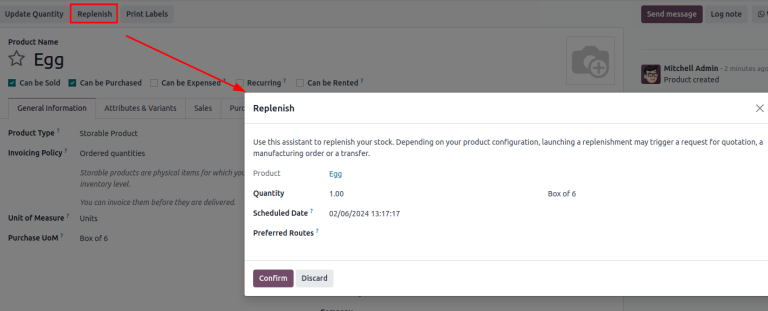 Update Quantity Replenish Print Labels
Send message Log note
Product Name
Egg
Can be Sold Can be Purchased Can be Expensed ? Recurring ? Can be Rented ?
Mitchell Admin - 2 minutes ago
Product created
General Information Attributes & Variants Sales
Product Type ? Storable Product
Invoicing Policy ? Ordered quantities
Storable products are physical items for which you
inventory level.
You can invoice them before they are delivered.
Unit of Measure ? Units
Purchase UoM ? Box of 6
Replenish
Use this assistant to replenish your stock. Depending on your product configuration, launching a replenishment may trigger a request for quotation, a
manufacturing order or a transfer.
Product Egg
Quantity 1.00 Box of 6
Scheduled Date ? 02/06/2024 13:17:17
Preferred Routes ?
Confirm Discard